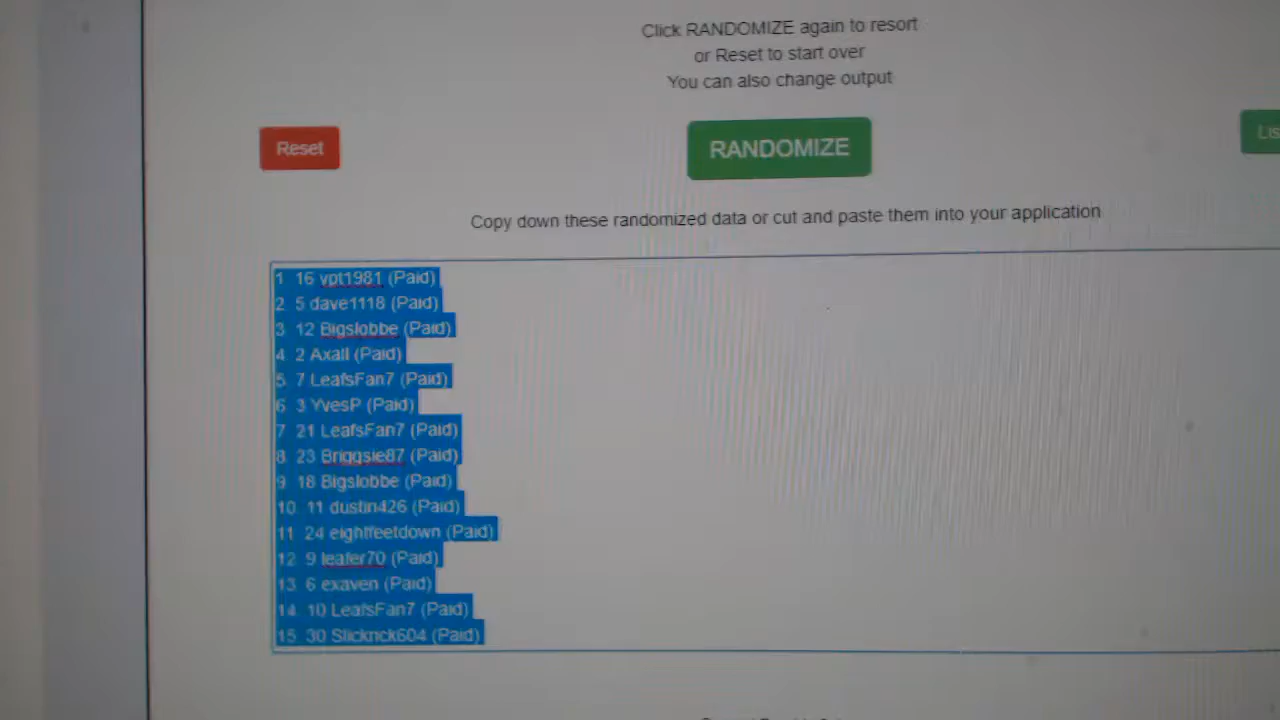 Click RANDOMIZE again to resort
or Reset to start over
You can also change output
Reset
RANDOMIZE
Copy down these randomized data or cut and paste them into your application
1 16 vpt1981 (Paid)
2 5 dave1118 (Paid)
3 12 Bigslobbe (Paid)
4 2 Axall (Paid)
5 7 LeafsFan7 (Paid)
6 3 YvesP (Paid)
7 21 LeafsFan7 (Paid)
8 23 Briggsie87 (Paid)
9 18 Bigslobbe (Paid)
10 11 dustin426 (Paid)
11 24 eightfeetdown (Paid)
12 9 leafer70 (Paid)
13 6 exaven (Paid)
14 10 LeafsFan7 (Paid)
15 30 Slickrick604 (Paid)